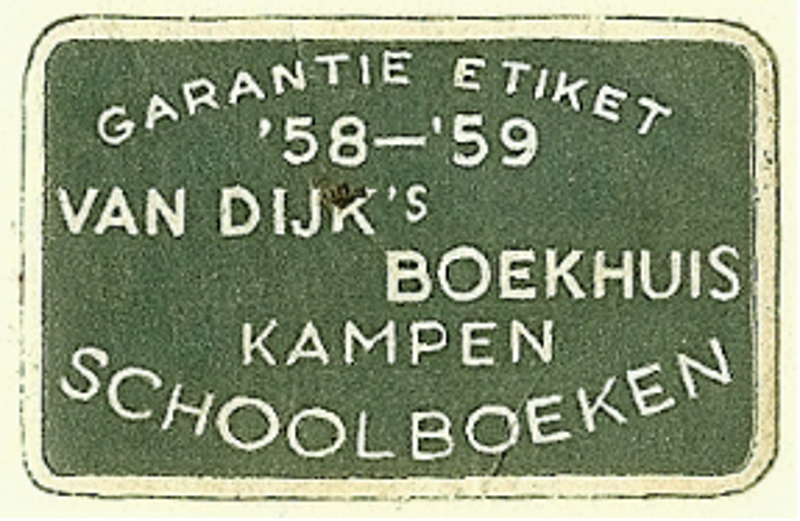 GARANTIE ETIKET
'58—'59
VAN DIJK'S
BOEKHUIS
KAMPEN
SCHOOLBOEKEN